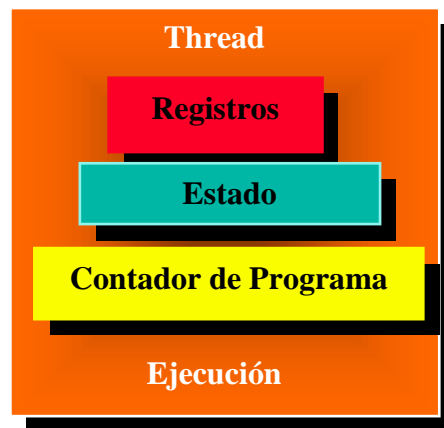 Thread
Registros
Estado
Contador de Programa
Ejecución